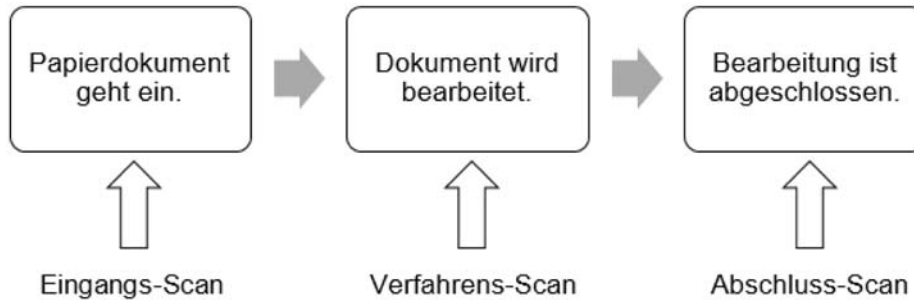 Papierdokument
geht ein.
Dokument wird
bearbeitet.
Bearbeitung ist
abgeschlossen.
Eingangs-Scan
Verfahrens-Scan
Abschluss-Scan